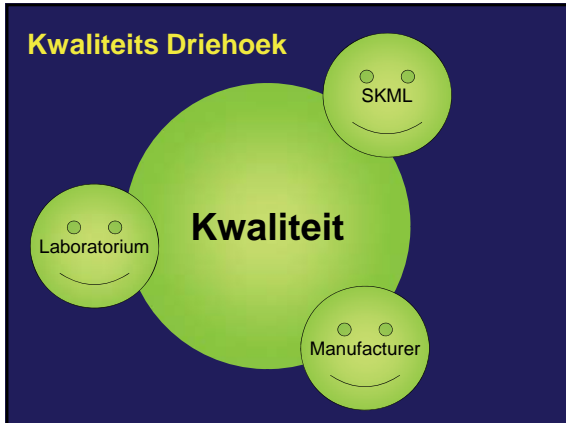 Kwaliteits Driehoek
SKML
Kwaliteit
Laboratorium
Manufacturer